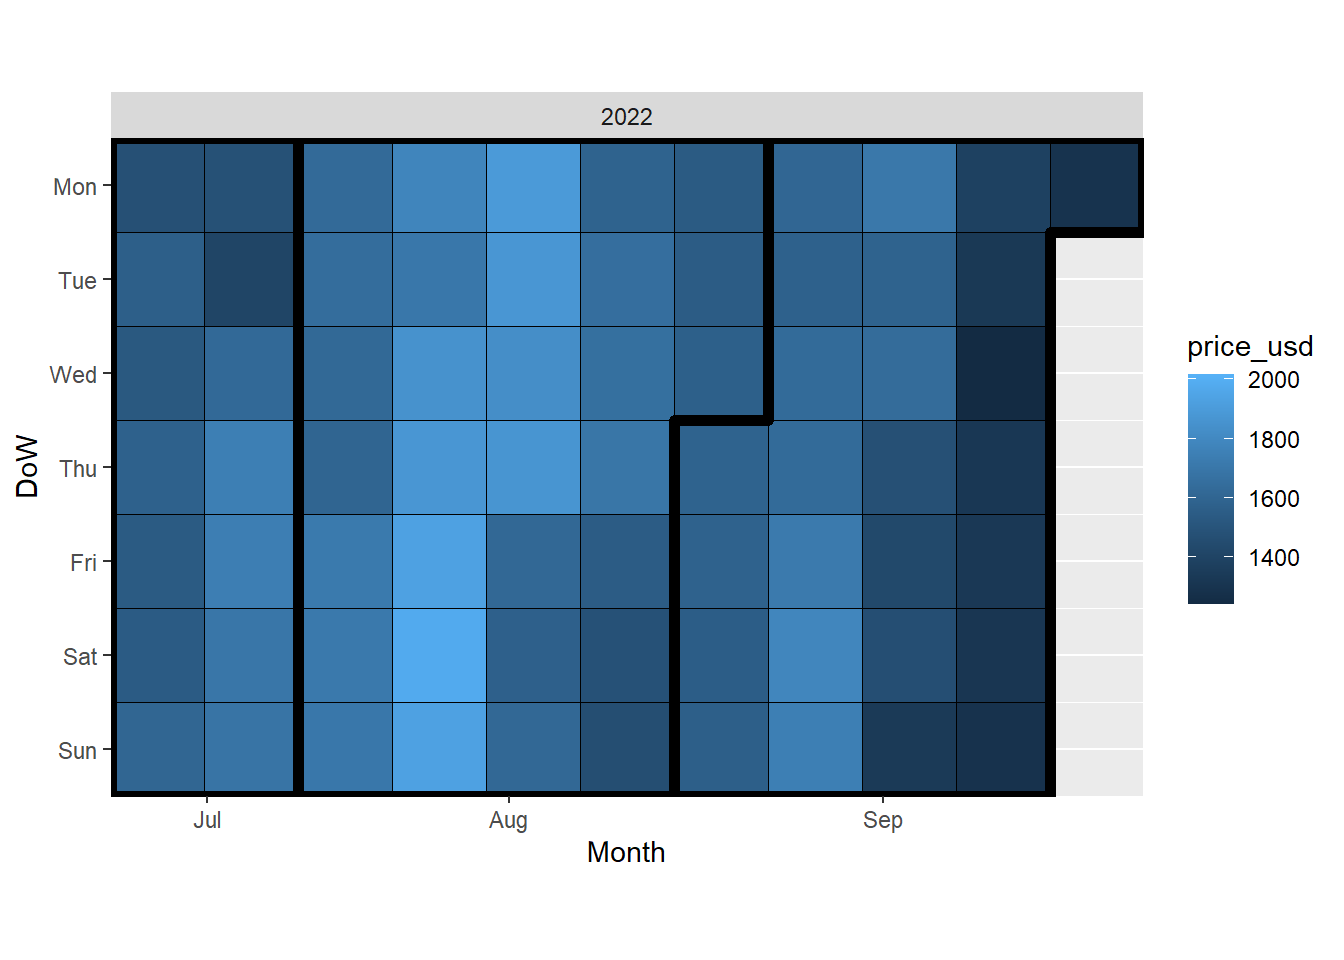 2022
Mon
Tue
Wed
Thu
Fri
Sat
Sun
DoW
Jul
Aug
Sep
Month
price_usd
2000
1800
1600
1400